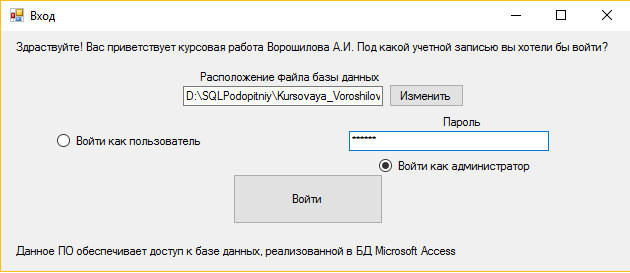 Вход
Здраствуйте! Вас приветствует курсовая работа Ворошилова А.И. Под какой учетной записью вы хотели бы войти?
Расположение файла базы данных
D:\SQLPodopitniy\Kursovaya_Voroshilov
Изменить
Пароль
******
Войти как пользователь
Войти как администратор
Войти
Данное ПО обеспечивает доступ к базе данных, реализованной в БД Microsoft Access